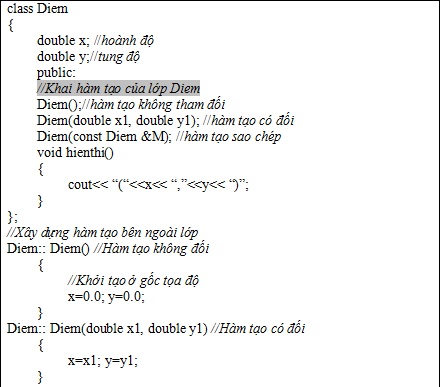 class Diem
{
double x; //hoành độ
double y;//tung độ
public:
//Khai hàm tạo của lớp Diem
Diem();//hàm tạo không tham đối
Diem(double x1, double y1); //hàm tạo có đối
Diem(const Diem &M); //hàm tạo sao chép
void hienthi()
{
cout<< “(“<<x<< “,”<<y<< “)”;
}
};
//Xây dựng hàm tạo bên ngoài lớp
Diem:: Diem() //Hàm tạo không đối
{
//Khởi tạo ở gốc tọa độ
x=0.0; y=0.0;
}
Diem:: Diem(double x1, double y1) //Hàm tạo có đối
{
x=x1; y=y1;
}